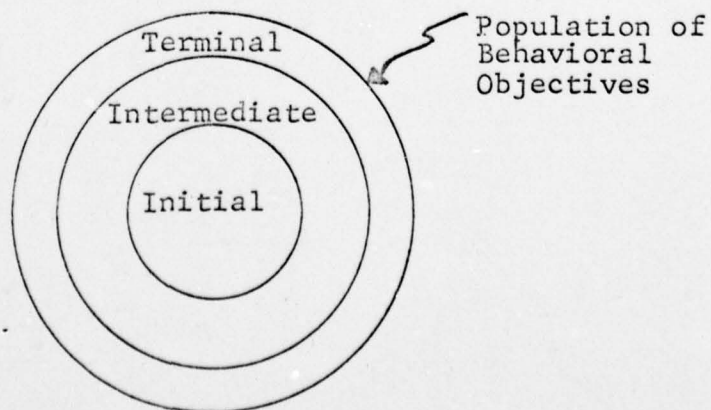 Terminal
Population of
Behavioral
Objectives
Intermediate
Initial